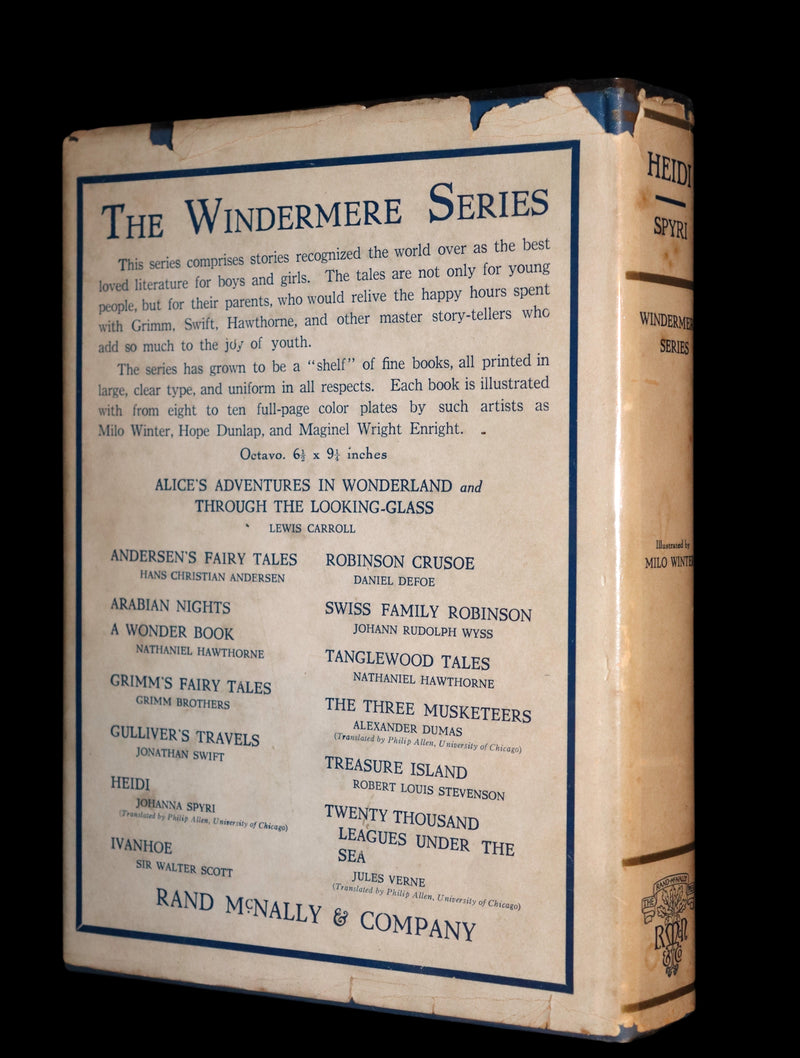 THE WINDERMERE SERIES
This series comprises stories recognized the world over as the best
loved literature for boys and girls. The tales are not only for young
people, but for their parents, who would relive the happy hours spent
with Grimm, Swift, Hawthorne, and other master story-tellers who
add so much to the joy of youth.
The series has grown to be a “shelf” of fine books, all printed in
large, clear type, and uniform in all respects. Each book is illustrated
with from eight to ten full-page color plates by such artists as
Milo Winter, Hope Dunlap, and Maginel Wright Enright.
Octavo. 6½ x 9¼ inches
ALICE'S ADVENTURES IN WONDERLAND and
THROUGH THE LOOKING-GLASS
LEWIS CARROLL
ANDERSEN'S FAIRY TALES
HANS CHRISTIAN ANDERSEN
ARABIAN NIGHTS
A WONDER BOOK
NATHANIEL HAWTHORNE
GRIMM'S FAIRY TALES
GRIMM BROTHERS
GULLIVER'S TRAVELS
JONATHAN SWIFT
HEIDI
JOHANNA SPYRI
(Translated by Philip Allen, University of Chicago)
IVANHOE
SIR WALTER SCOTT
ROBINSON CRUSOE
DANIEL DEFOE
SWISS FAMILY ROBINSON
JOHANN RUDOLPH WYSS
TANGLEWOOD TALES
NATHANIEL HAWTHORNE
THE THREE MUSKETEERS
ALEXANDER DUMAS
(Translated by Philip Allen, University of Chicago)
TREASURE ISLAND
ROBERT LOUIS STEVENSON
TWENTY THOUSAND
LEAGUES UNDER THE
SEA
JULES VERNE
(Translated by Philip Allen, University of Chicago)
RAND McNALLY & COMPANY
HEIDI
SPYRI
WINDERMER
SERIES
Illustrated by
MILO WINTE
RAND McNALLY
THE
RMN
& Co